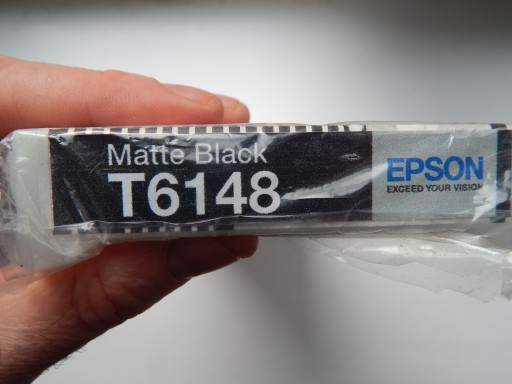 Matte Black
T6148
EPSON
EXCEED YOUR VISION